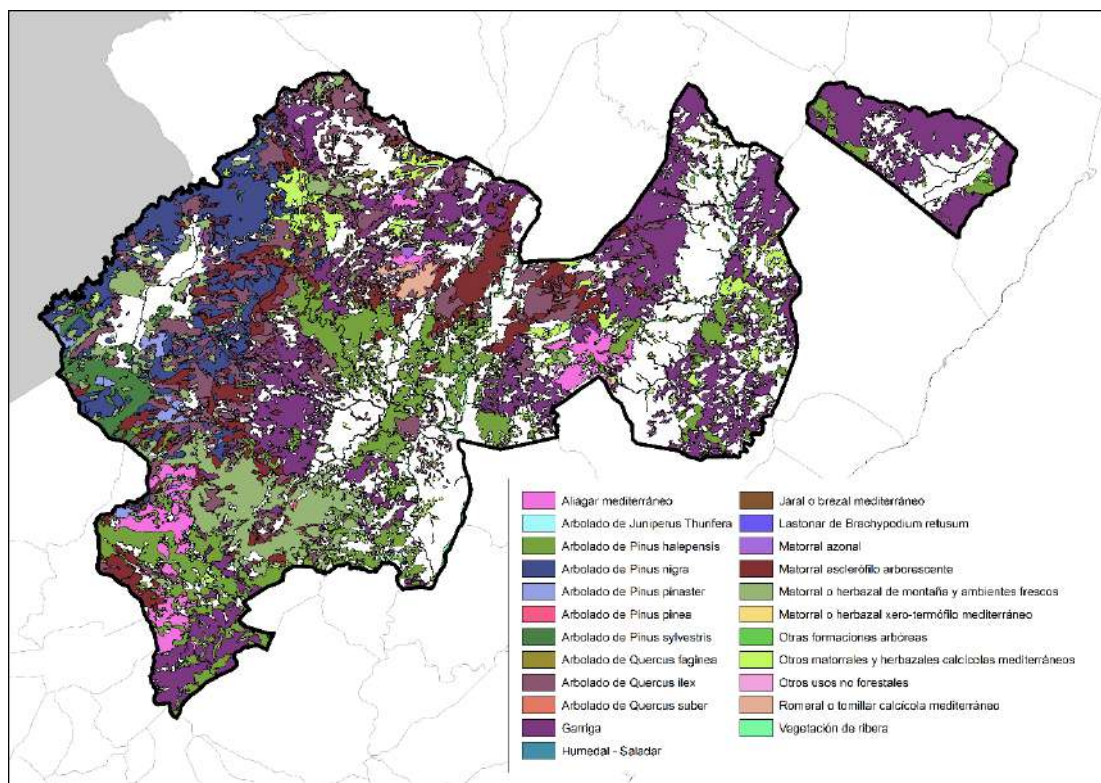 Aliagar mediterráneo
Arbolado de Juniperus Thurifera
Arbolado de Pinus halepensis
Arbolado de Pinus nigra
Arbolado de Pinus pinaster
Arbolado de Pinus pinea
Arbolado de Pinus sylvestris
Arbolado de Quercus faginea
Arbolado de Quercus ilex
Arbolado de Quercus suber
Garriga
Humedal - Saladar
Jaral o brezal mediterráneo
Lastonar de Brachypodium retusum
Matorral azonal
Matorral esclerófilo arborescente
Matorral o herbazal de montaña y ambientes frescos
Matorral o herbazal xero-termófilo mediterráneo
Otras formaciones arbóreas
Otros matorrales y herbazales calcícolas mediterráneos
Otros usos no forestales
Romeral o tomillar calcícola mediterráneo
Vegetación de ribera